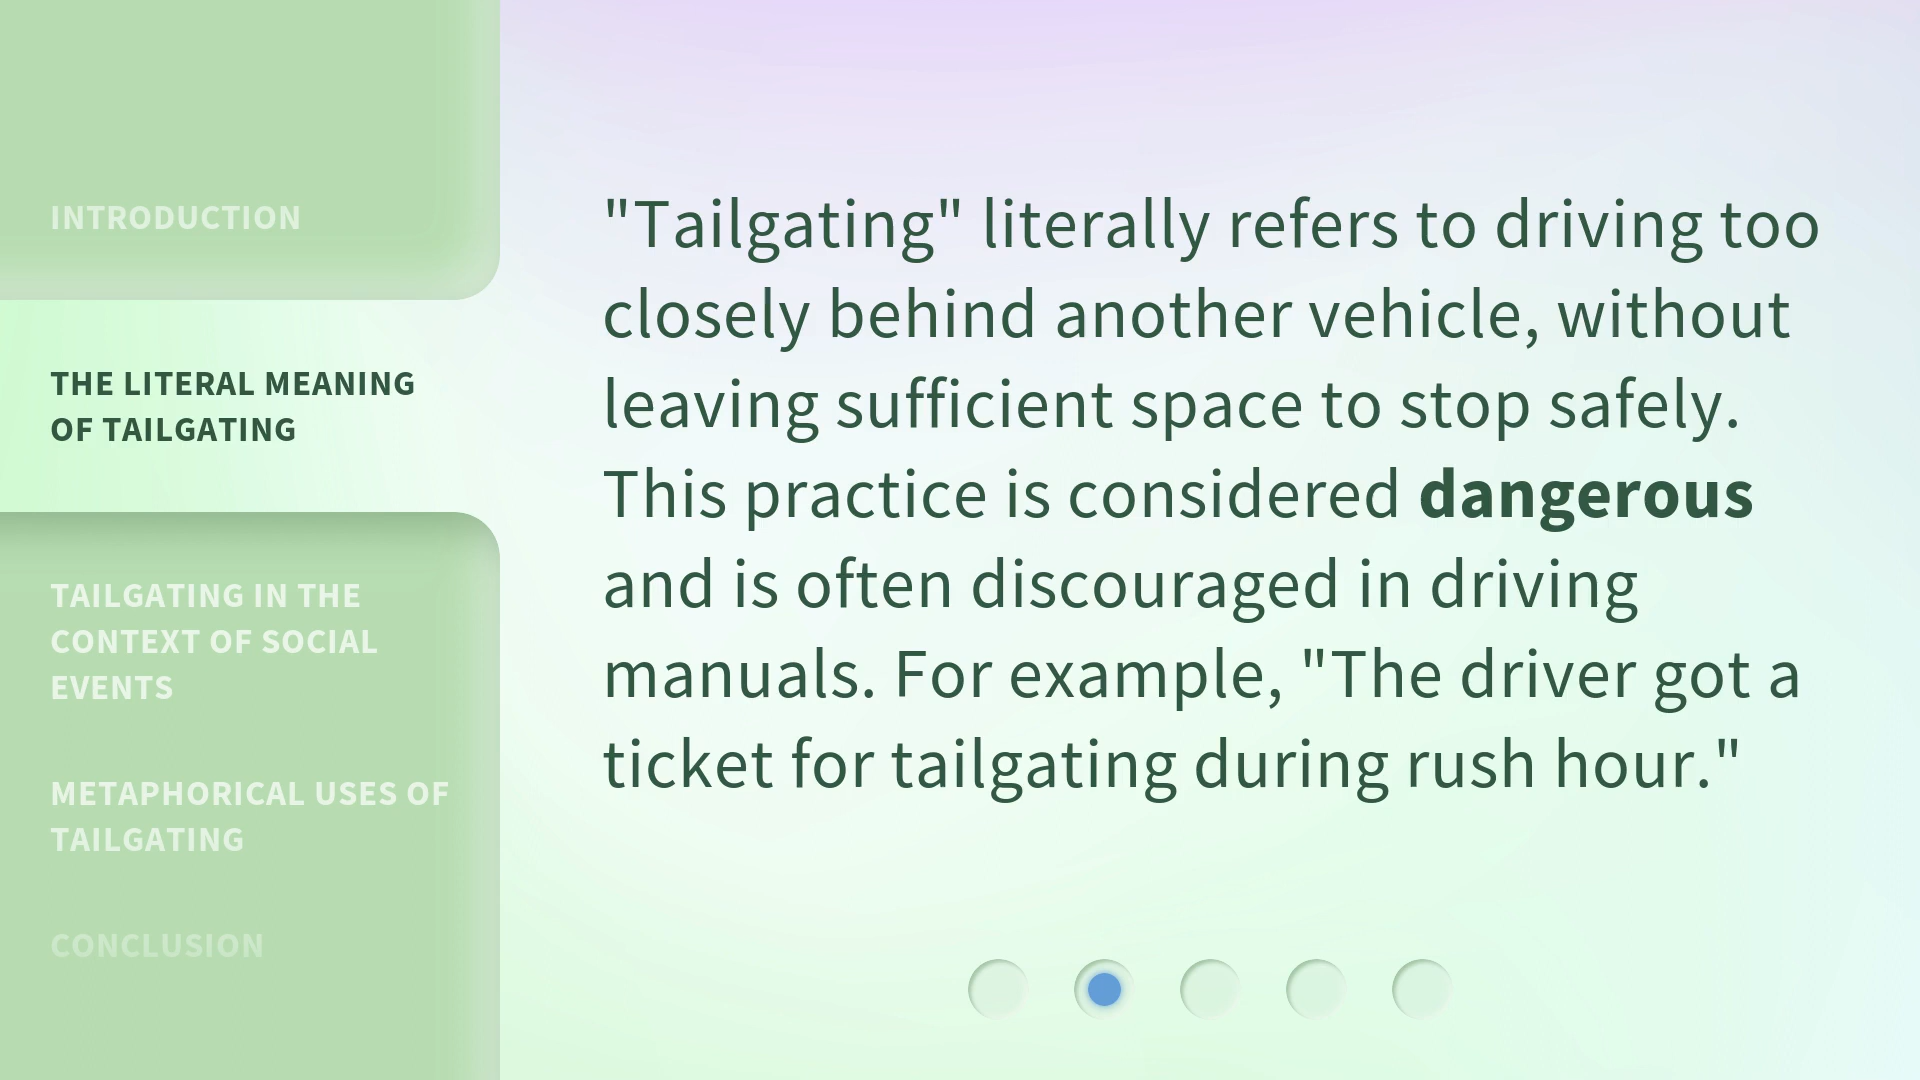 INTRODUCTION
THE LITERAL MEANING
OF TAILGATING
TAILGATING IN THE
CONTEXT OF SOCIAL
EVENTS
METAPHORICAL USES OF
TAILGATING
CONCLUSION
"Tailgating" literally refers to driving too
closely behind another vehicle, without
leaving sufficient space to stop safely.
This practice is considered dangerous
and is often discouraged in driving
manuals. For example, "The driver got a
ticket for tailgating during rush hour."